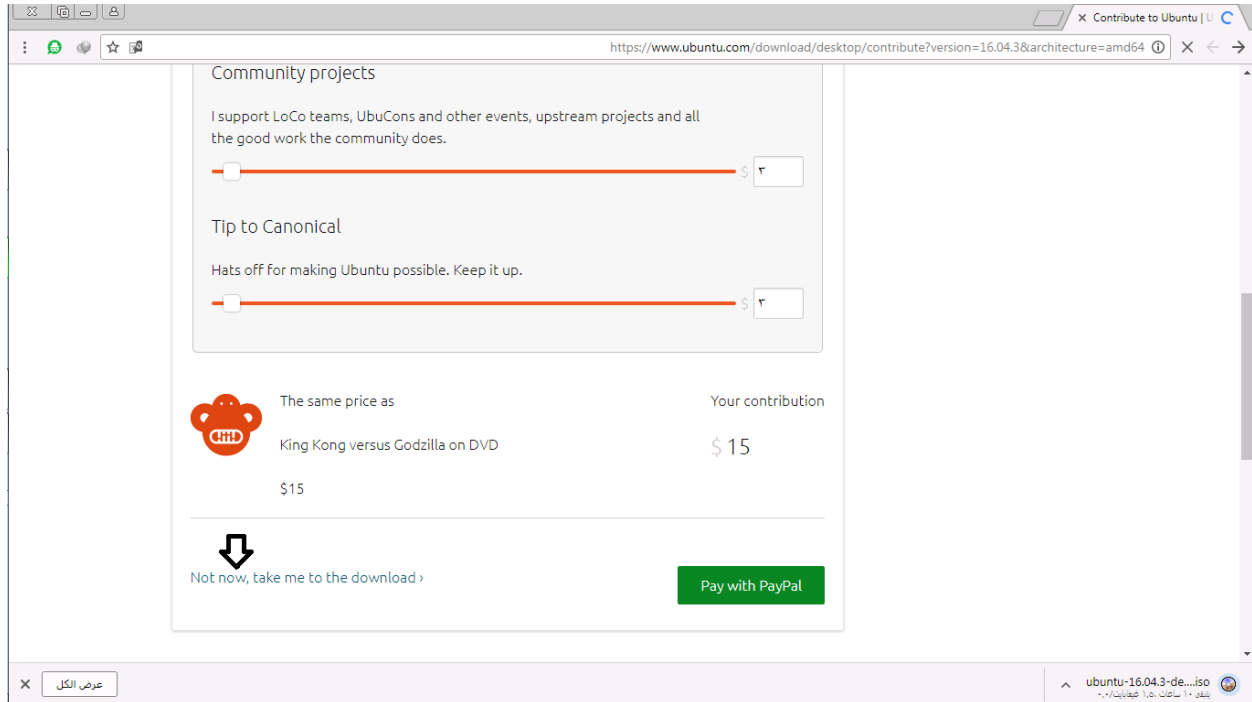 Contribute to Ubuntu | U
https://www.ubuntu.com/download/desktop/contribute?version=16.04.3&architecture=amd64
Community projects
I support LoCo teams, UbuCons and other events, upstream projects and all
the good work the community does.
$ ٣
Tip to Canonical
Hats off for making Ubuntu possible. Keep it up.
$ ٣
The same price as
Your contribution
King Kong versus Godzilla on DVD
$ 15
$15
Not now, take me to the download ›
Pay with PayPal
عرض الكل
ubuntu-16.04.3-de....iso